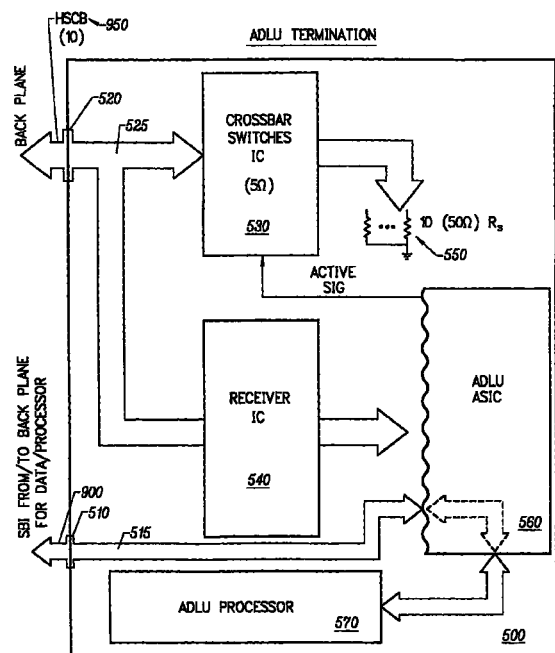 HSCB 950
(10)
ADLU TERMINATION
520
BACK PLANE
525
CROSSBAR
SWITCHES
IC
(5Ω)
530
10 (50Ω) Rs
550
ACTIVE
SIG
RECEIVER
IC
540
ADLU
ASIC
560
SBI FROM/TO BACK PLANE
FOR DATA/PROCESSOR
900
510
515
ADLU PROCESSOR
570
500